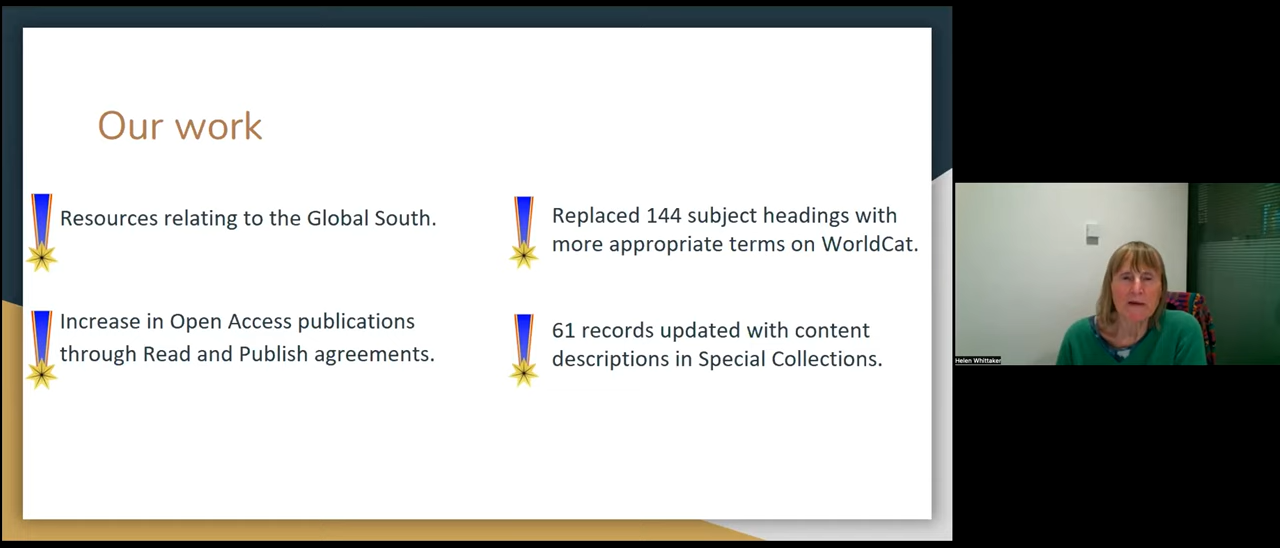 Our work
Resources relating to the Global South.
Increase in Open Access publications
through Read and Publish agreements.
Replaced 144 subject headings with
more appropriate terms on WorldCat.
61 records updated with content
descriptions in Special Collections.
Helen Whittaker